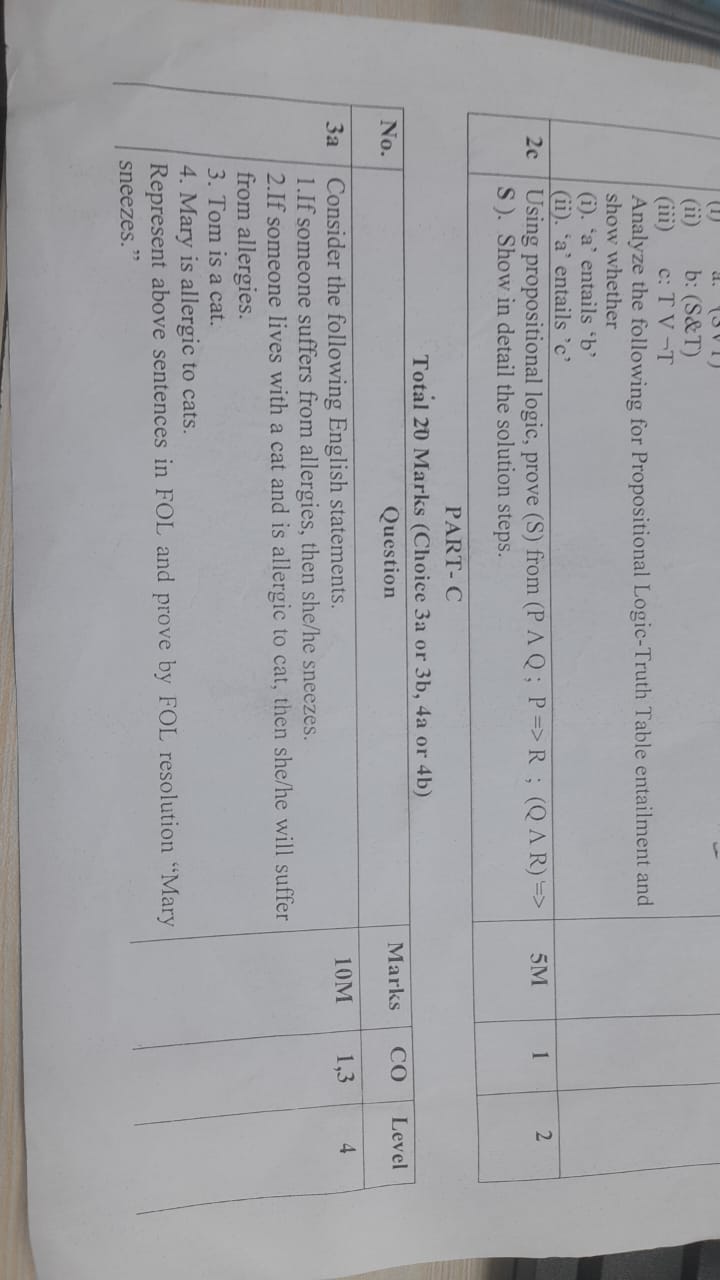 (ii) b: (S&T)
(iii) c: T V ¬T
Analyze the following for Propositional Logic-Truth Table entailment and
show whether
(i). ‘a’ entails ‘b’
(ii). ‘a’ entails ’c’
2c Using propositional logic, prove (S) from (P Λ Q ; P => R ; (Q Λ R) => 5M 1 2
S ). Show in detail the solution steps.
PART- C
Total 20 Marks (Choice 3a or 3b, 4a or 4b)
No. Question Marks CO Level
3a Consider the following English statements. 10M 1,3 4
1.If someone suffers from allergies, then she/he sneezes.
2.If someone lives with a cat and is allergic to cat, then she/he will suffer
from allergies.
3. Tom is a cat.
4. Mary is allergic to cats.
Represent above sentences in FOL and prove by FOL resolution “Mary
sneezes.”